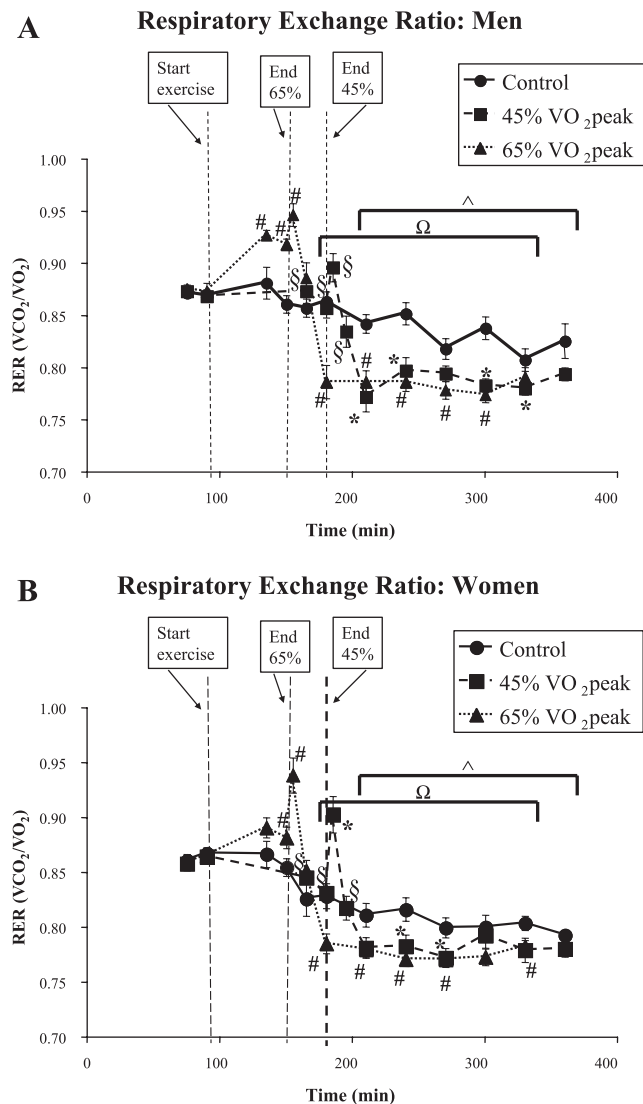 A
Respiratory Exchange Ratio: Men
Start
exercise
End
65%
End
45%
Control
45% VO2peak
65% VO2peak
1.00
0.95
0.90
0.85
0.80
0.75
0.70
RER (VCO2/VO2)
^
Ω
# # # § § § § # * * * # # # # *
0
100
200
300
400
Time (min)
B
Respiratory Exchange Ratio: Women
Start
exercise
End
65%
End
45%
Control
45% VO2peak
65% VO2peak
1.00
0.95
0.90
0.85
0.80
0.75
0.70
RER (VCO2/VO2)
^
Ω
# # * § § § * * # # # # #
0
100
200
300
400
Time (min)